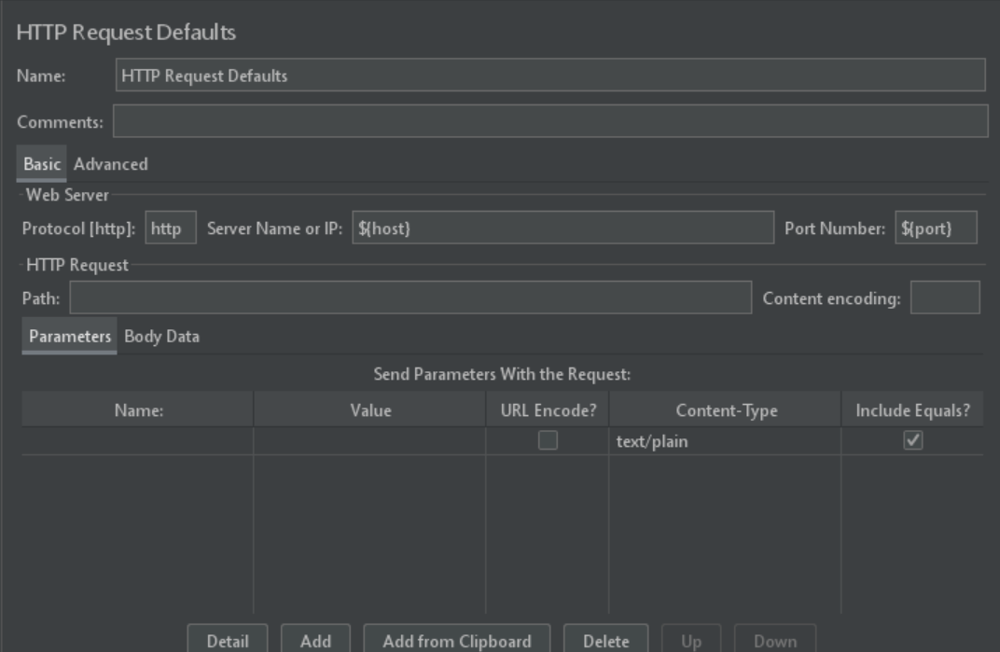 HTTP Request Defaults
Name: HTTP Request Defaults
Comments:
Basic Advanced
Web Server
Protocol [http]: http Server Name or IP: ${host} Port Number: ${port}
HTTP Request
Path: Content encoding:
Parameters Body Data
Send Parameters With the Request:
Name: Value URL Encode? Content-Type Include Equals?
text/plain
Detail Add Add from Clipboard Delete Up Down